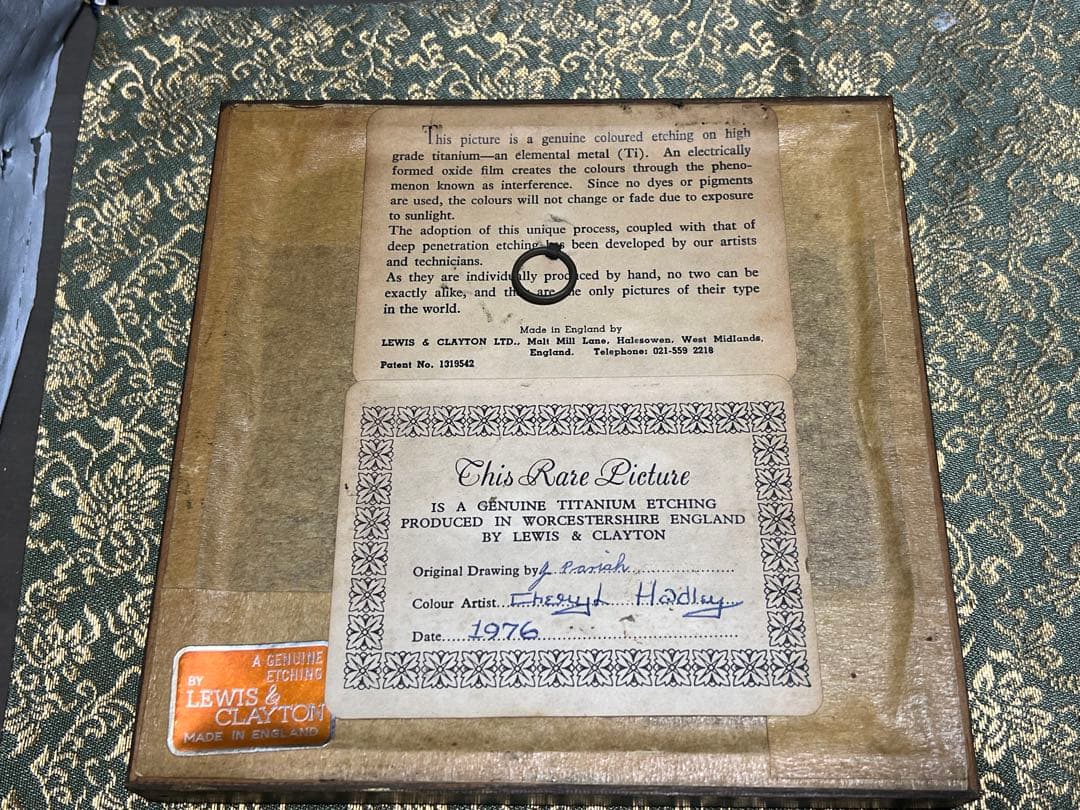 This picture is a genuine coloured etching on high
grade titanium—an elemental metal (Ti). An electrically
formed oxide film creates the colours through the pheno-
menon known as interference. Since no dyes or pigments
are used, the colours will not change or fade due to exposure
to sunlight.
The adoption of this unique process, coupled with that of
deep penetration etching has been developed by our artists
and technicians.
As they are individually produced by hand, no two can be
exactly alike, and are only pictures of their type
in the world.
Made in England by
LEWIS & CLAYTON LTD., Malt Mill Lane, Halesowen, West Midlands,
England. Telephone: 021-559 2218
Patent No. 1319542
This Rare Picture
IS A GENUINE TITANIUM ETCHING
PRODUCED IN WORCESTERSHIRE ENGLAND
BY LEWIS & CLAYTON
Original Drawing by J Parish
Colour Artist Cheryl Hadley
Date 1976
A GENUINE
ETCHING
BY
LEWIS &
CLAYTON
MADE IN ENGLAND